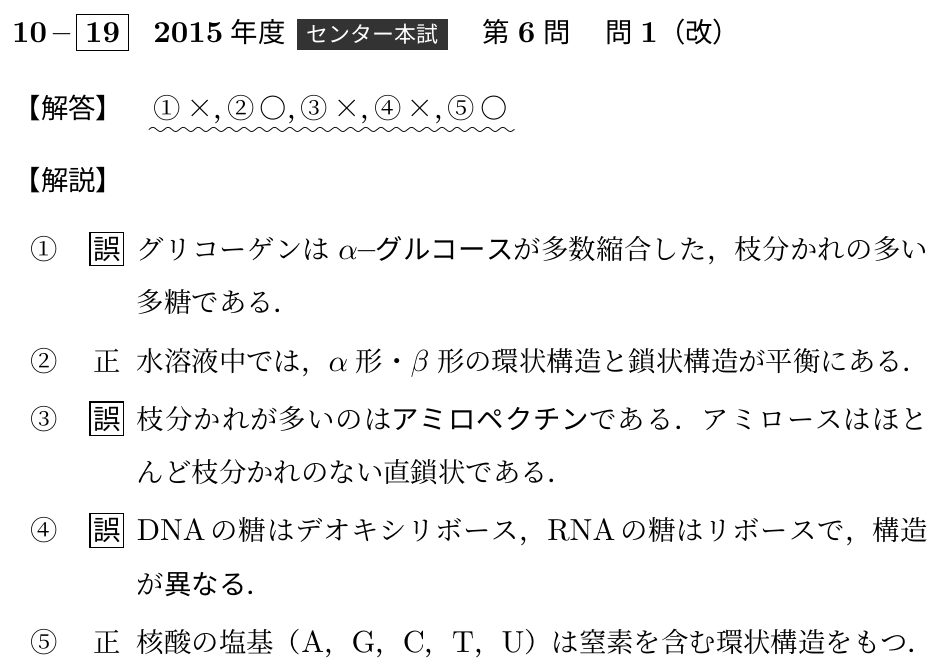 10－19 2015年度 センター本試 第6問 問1（改）
【解答】 ①×,②○,③×,④×,⑤○
【解説】
① 誤 グリコーゲンはα–グルコースが多数縮合した，枝分かれの多い
多糖である．
② 正 水溶液中では，α形・β形の環状構造と鎖状構造が平衡にある．
③ 誤 枝分かれが多いのはアミロペクチンである．アミロースはほと
んど枝分かれのない直鎖状である．
④ 誤 DNAの糖はデオキシリボース，RNAの糖はリボースで，構造
が異なる．
⑤ 正 核酸の塩基（A，G，C，T，U）は窒素を含む環状構造をもつ．